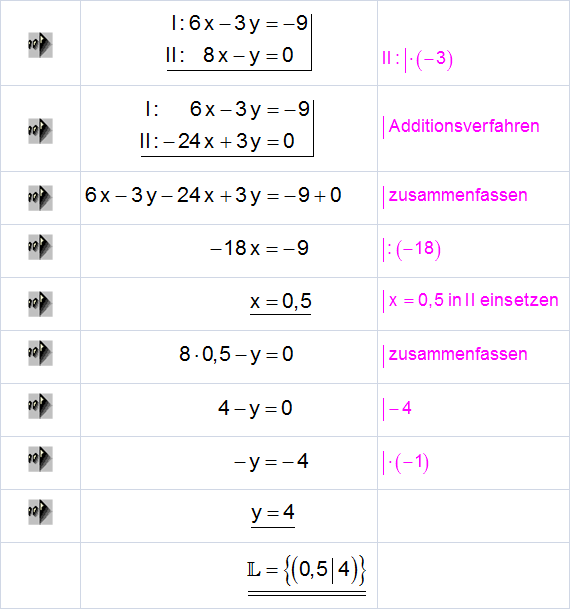 I: 6x − 3y = −9
II: 8x − y = 0
II: |·(−3)
I: 6x − 3y = −9
II: −24x + 3y = 0
|Additionsverfahren
6x − 3y − 24x + 3y = −9 + 0 |zusammenfassen
−18x = −9 |:(−18)
x = 0,5 |x = 0,5 in II einsetzen
8·0,5 − y = 0 |zusammenfassen
4 − y = 0 |−4
−y = −4 |·(−1)
y = 4
𝕃 = {(0,5|4)}